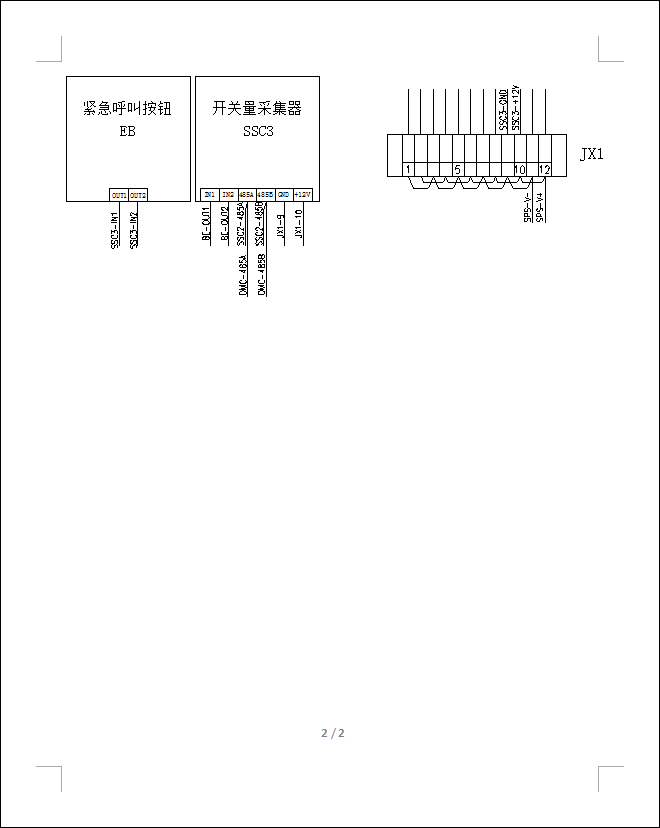 紧急呼叫按钮
EB
OUT1 OUT2
SSC3-IN1
SSC3-IN2
开关量采集器
SSC3
IN1 IN2 485A 485B GND +12V
BE-OUT1
BE-OUT2
SSC2-485A
SSC2-485B
JX1-9
JX1-10
DMC-485A
DMC-485B
SSC3-GND
SSC3-+12V
1 5 10 12
JX1
SPS-V-
SPS-V+
2 / 2